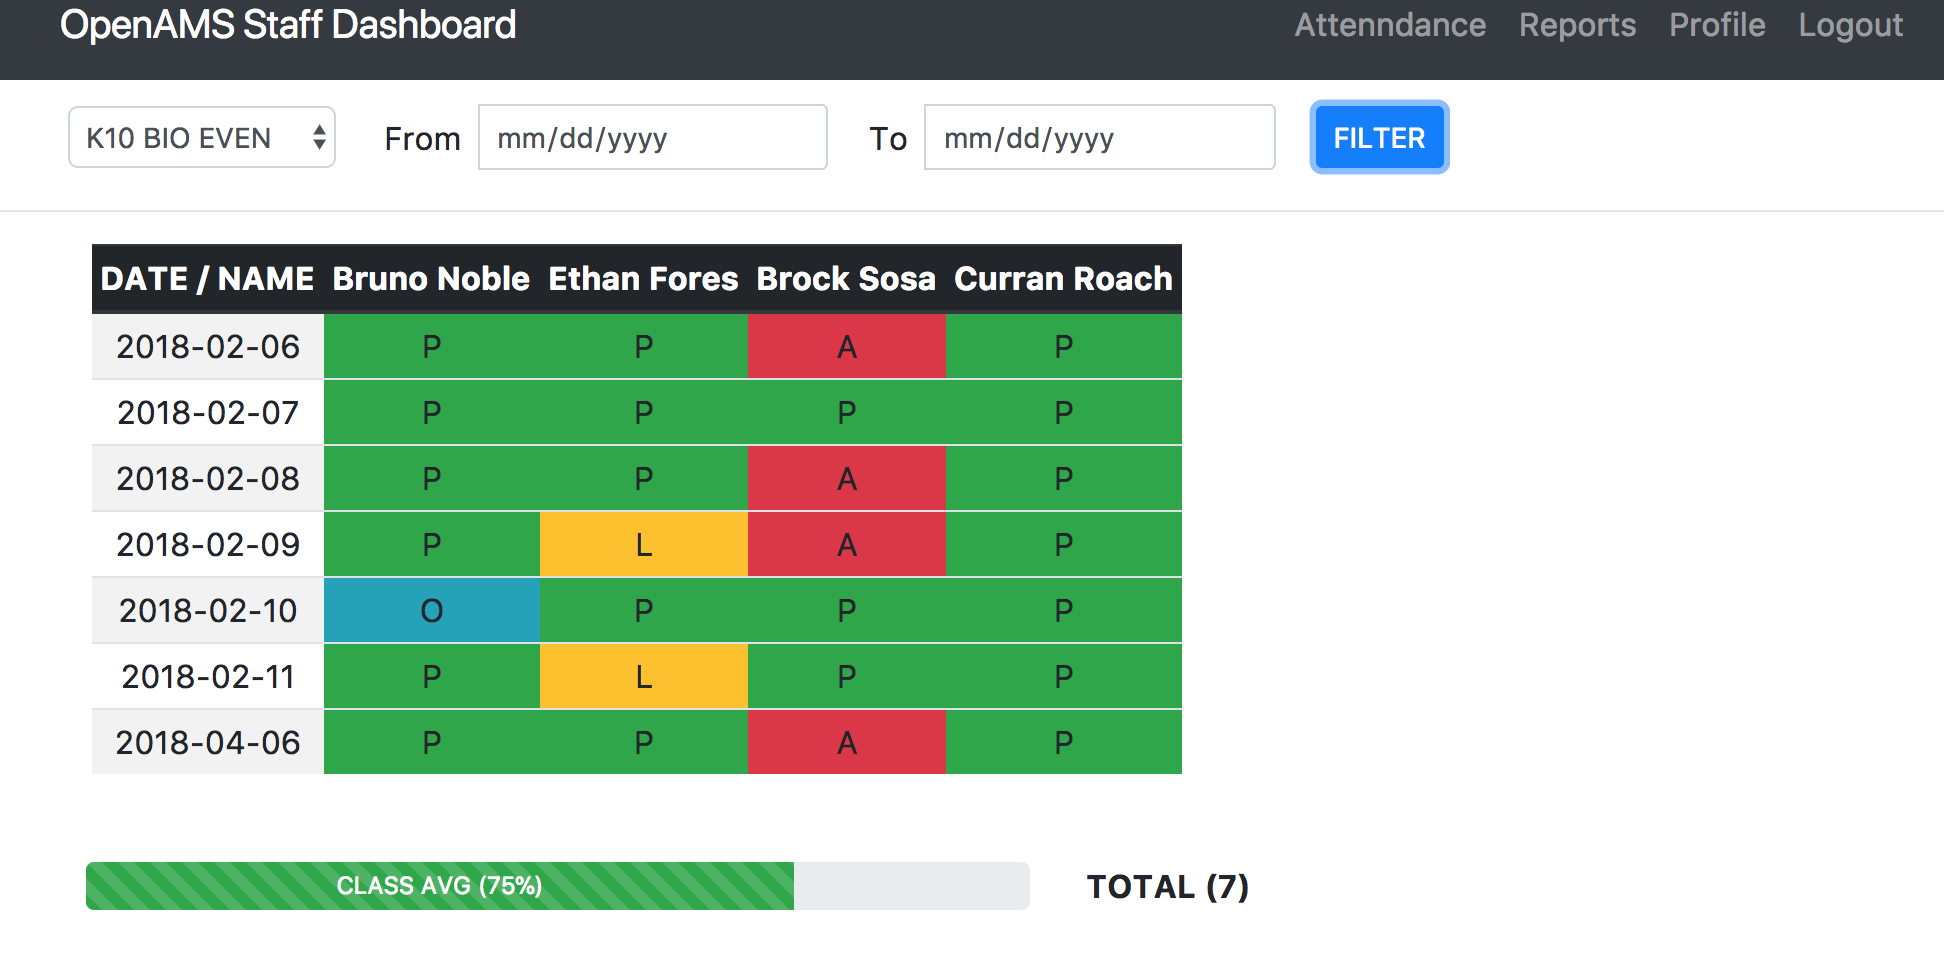 OpenAMS Staff Dashboard Attenndance Reports Profile Logout
K10 BIO EVEN From mm/dd/yyyy To mm/dd/yyyy FILTER
DATE / NAME Bruno Noble Ethan Fores Brock Sosa Curran Roach
2018-02-06 P P A P
2018-02-07 P P P P
2018-02-08 P P A P
2018-02-09 P L A P
2018-02-10 O P P P
2018-02-11 P L P P
2018-04-06 P P A P
CLASS AVG (75%) TOTAL (7)